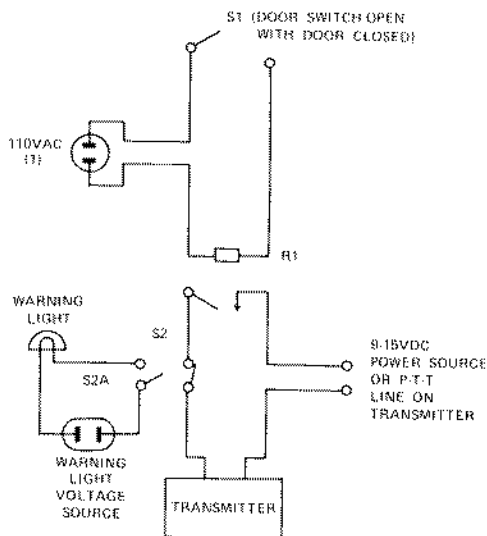 S1 (DOOR SWITCH OPEN
WITH DOOR CLOSED)
110VAC
(1)
R1
WARNING
LIGHT
S2
S2A
9-15VDC
POWER SOURCE
OR P-T-T
LINE ON
TRANSMITTER
WARNING
LIGHT
VOLTAGE
SOURCE
TRANSMITTER